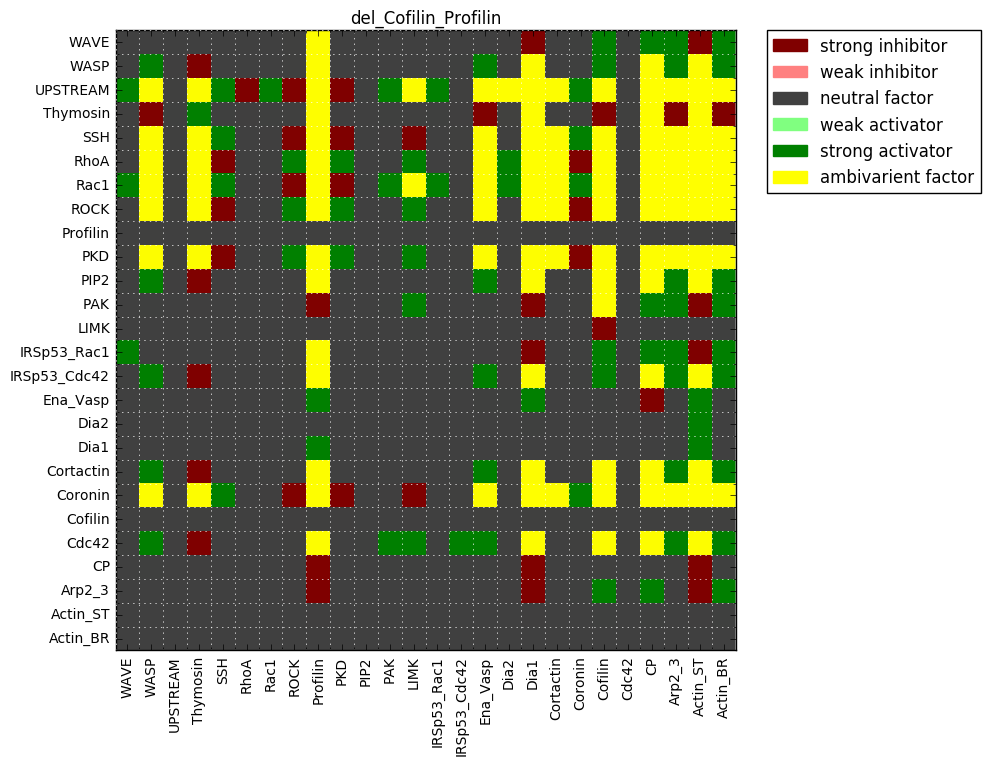 del_Cofilin_Profilin
WAVE
WASP
UPSTREAM
Thymosin
SSH
RhoA
Rac1
ROCK
Profilin
PKD
PIP2
PAK
LIMK
IRSp53_Rac1
IRSp53_Cdc42
Ena_Vasp
Dia2
Dia1
Cortactin
Coronin
Cofilin
Cdc42
CP
Arp2_3
Actin_ST
Actin_BR
WAVE
WASP
UPSTREAM
Thymosin
SSH
RhoA
Rac1
ROCK
Profilin
PKD
PIP2
PAK
LIMK
IRSp53_Rac1
IRSp53_Cdc42
Ena_Vasp
Dia2
Dia1
Cortactin
Coronin
Cofilin
Cdc42
CP
Arp2_3
Actin_ST
Actin_BR
strong inhibitor
weak inhibitor
neutral factor
weak activator
strong activator
ambivarient factor